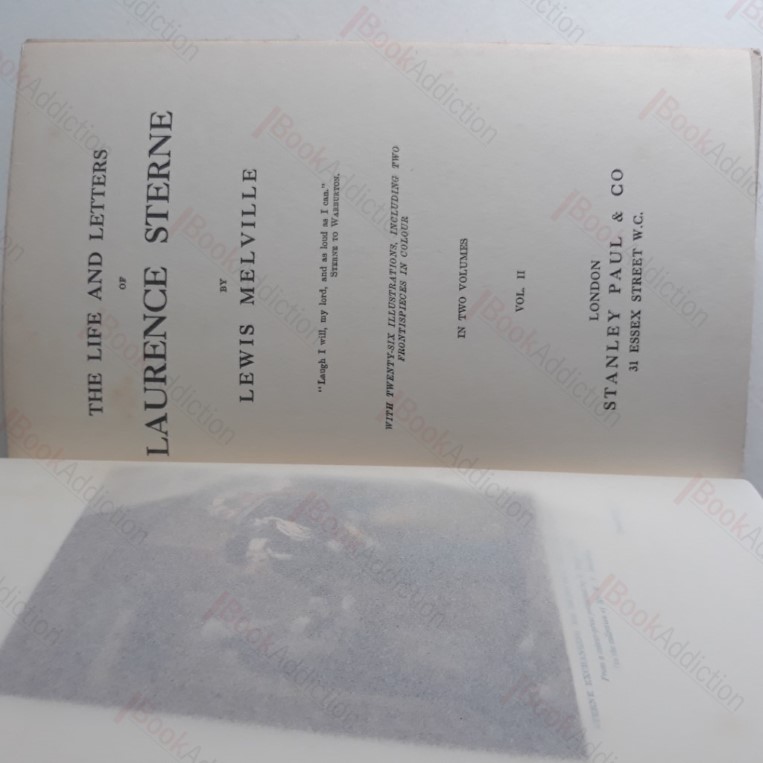 THE LIFE AND LETTERS
OF
LAURENCE STERNE
BY
LEWIS MELVILLE
"Laugh I will, my lord, and as loud as I can."
STERNE TO WARBURTON.
WITH TWENTY-SIX ILLUSTRATIONS, INCLUDING TWO
FRONTISPIECES IN COLOUR
IN TWO VOLUMES
VOL. II
LONDON
STANLEY PAUL & CO
31 ESSEX STREET W.C.
BookAddiction